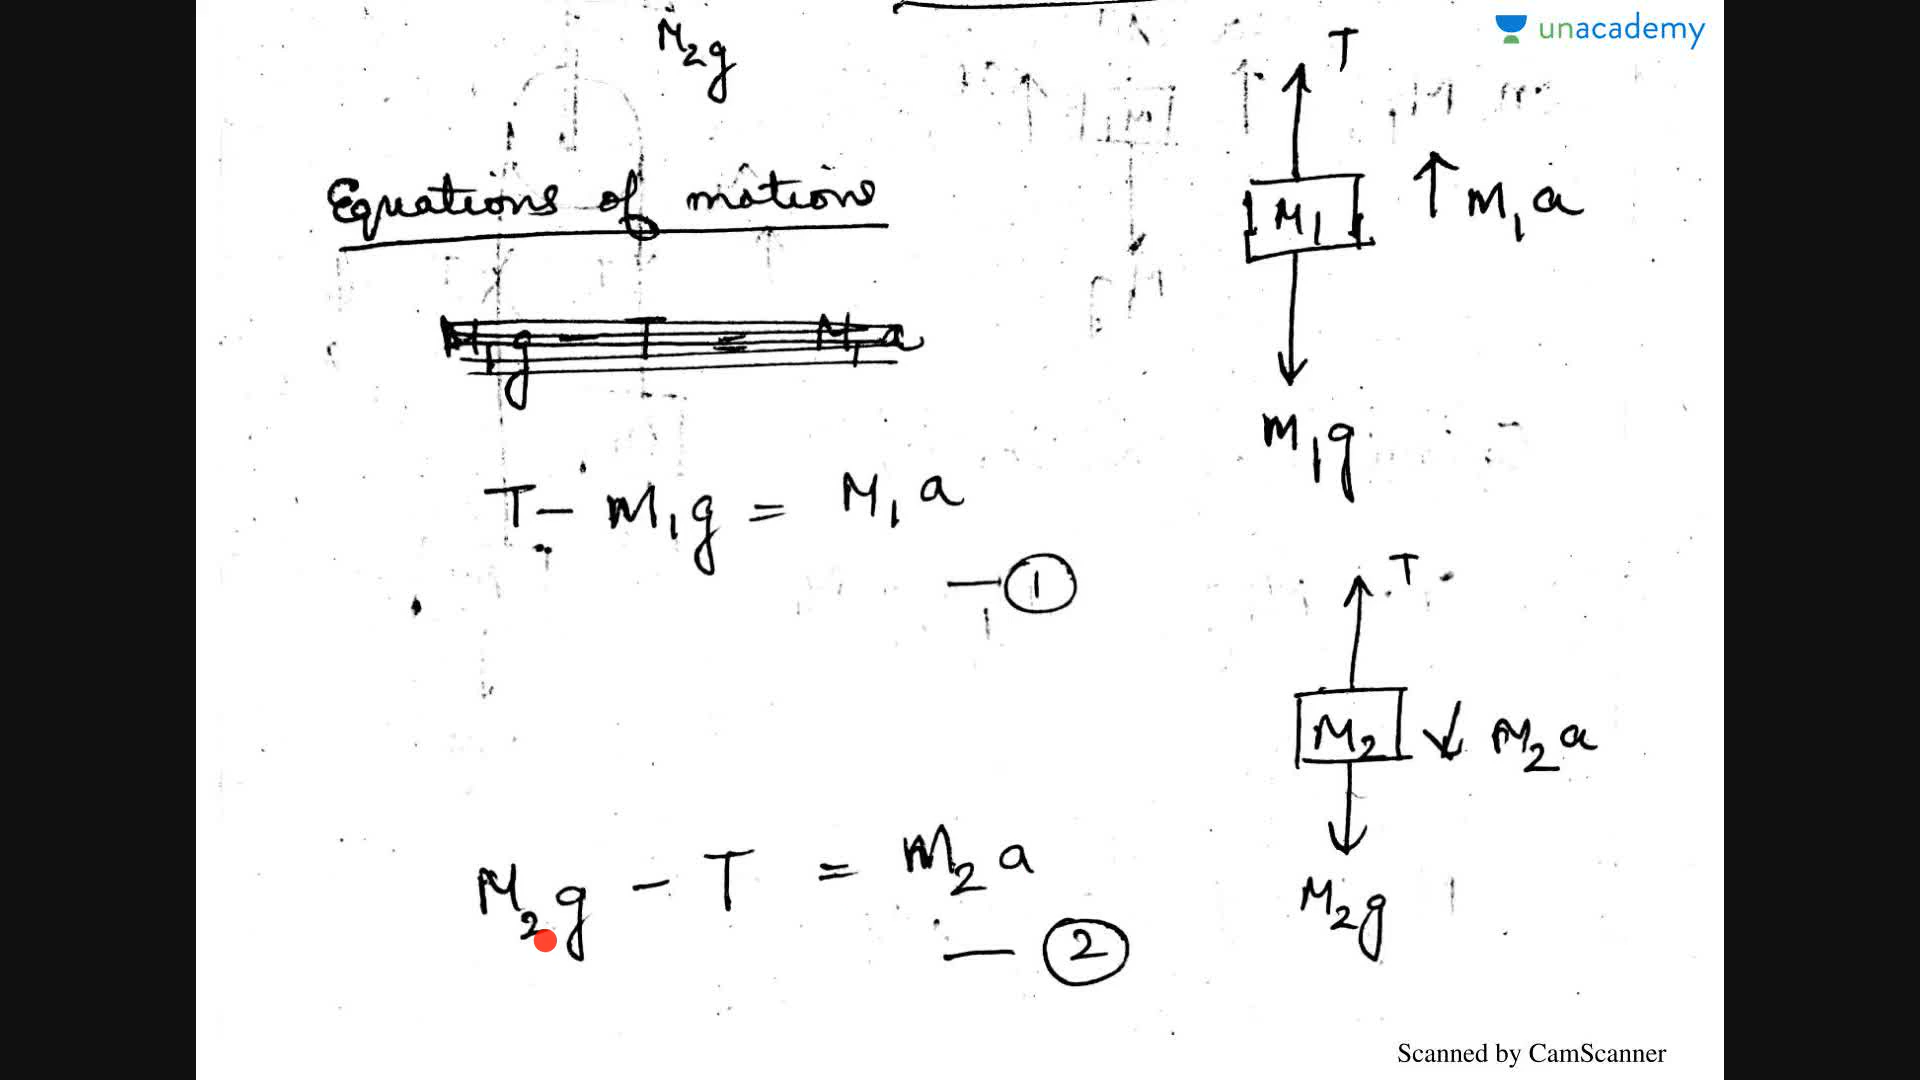 M₂g
unacademy
T
Equations of motions
M₁
↑ m₁a
M₁g - T = M₁a
m₁g
T - m₁g = M₁a
— ①
T
M₂
↓ M₂a
M₂g - T = m₂a
— ②
M₂g
Scanned by CamScanner